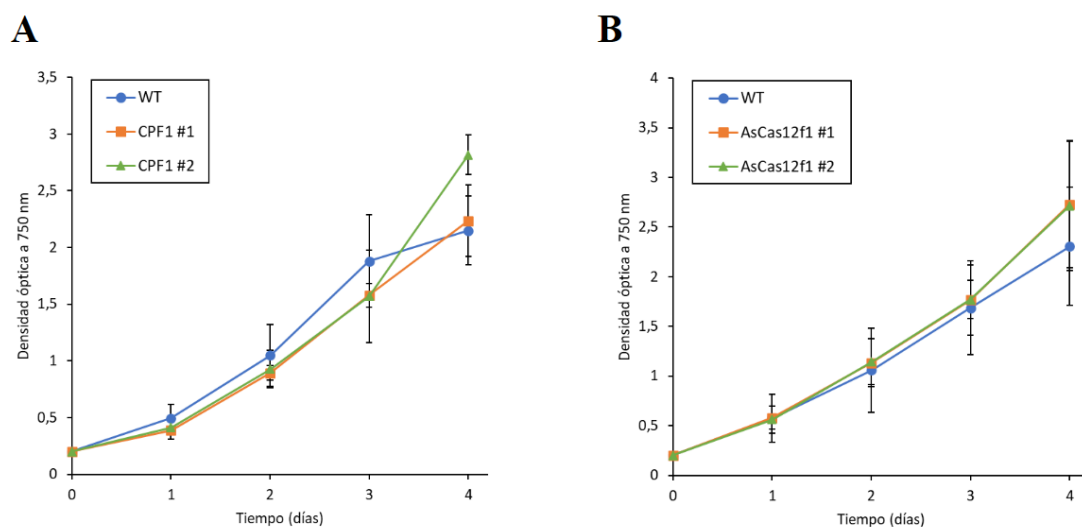 A
Densidad óptica a 750 nm
3,5
3
2,5
2
1,5
1
0,5
0
WT
CPF1 #1
CPF1 #2
0 1 2 3 4
Tiempo (días)
B
Densidad óptica a 750 nm
4
3,5
3
2,5
2
1,5
1
0,5
0
WT
AsCas12f1 #1
AsCas12f1 #2
0 1 2 3 4
Tiempo (días)